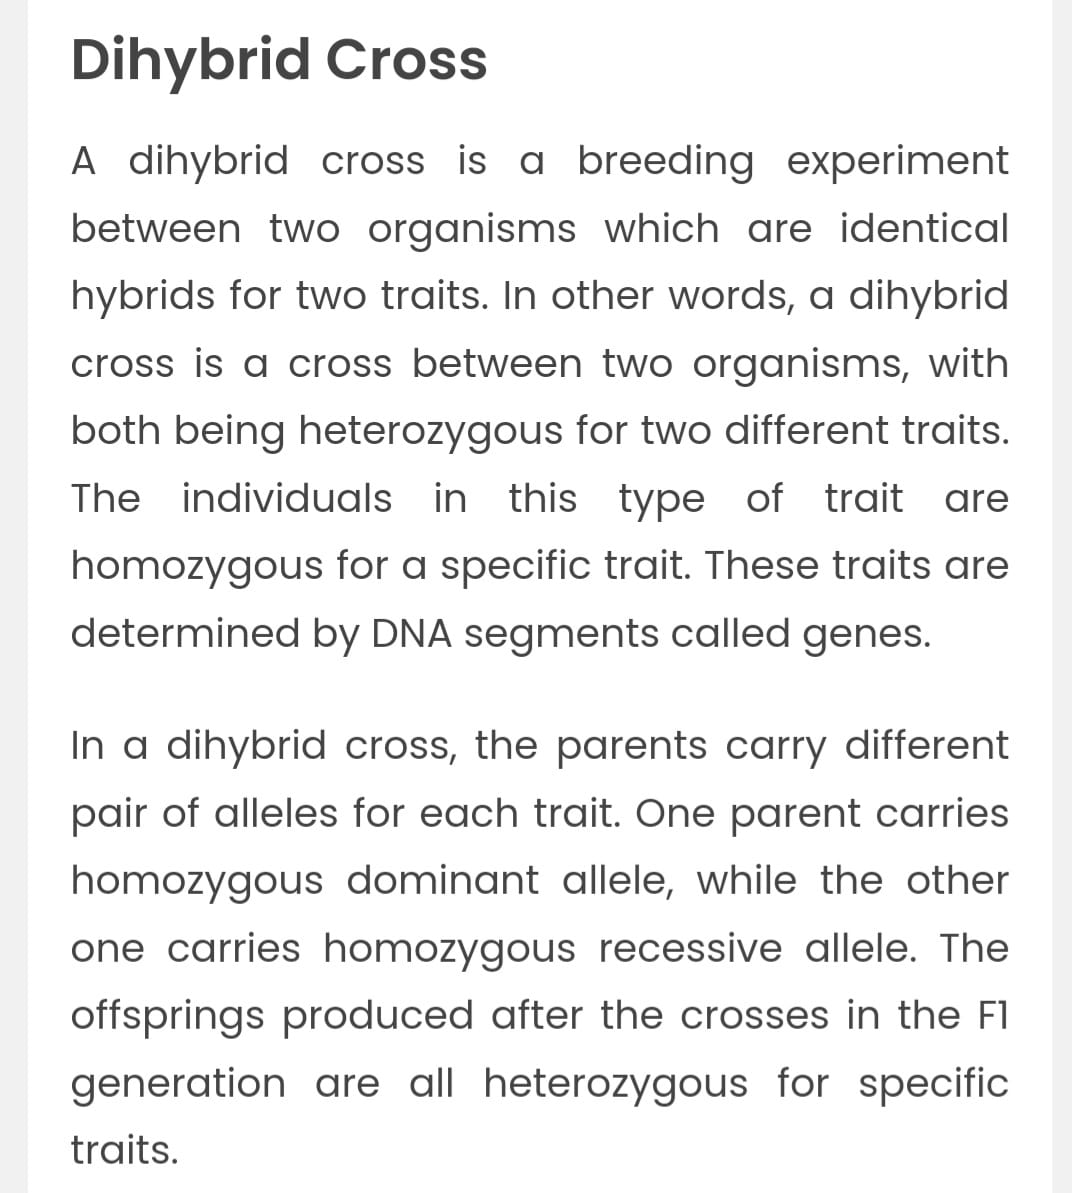 Dihybrid Cross
A dihybrid cross is a breeding experiment
between two organisms which are identical
hybrids for two traits. In other words, a dihybrid
cross is a cross between two organisms, with
both being heterozygous for two different traits.
The individuals in this type of trait are
homozygous for a specific trait. These traits are
determined by DNA segments called genes.
In a dihybrid cross, the parents carry different
pair of alleles for each trait. One parent carries
homozygous dominant allele, while the other
one carries homozygous recessive allele. The
offsprings produced after the crosses in the F1
generation are all heterozygous for specific
traits.